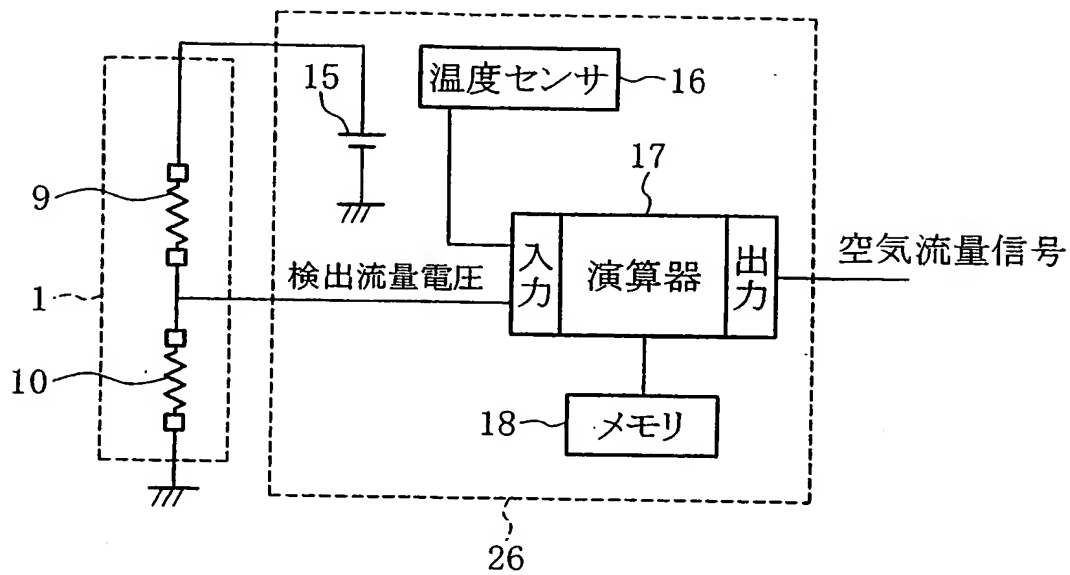 15
温度センサ
16
17
9
入力
演算器
出力
空気流量信号
検出流量電圧
1
10
18
メモリ
26